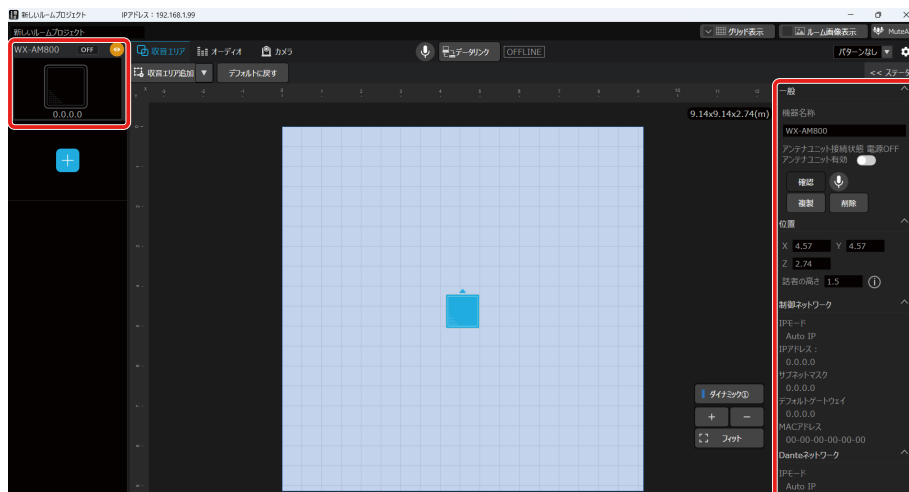 新しいルームプロジェクト IPアドレス：192.168.1.99
新しいルームプロジェクト
グリッド表示 ルーム画像表示 MuteA
WX-AM800 OFF
収音エリア オーディオ カメラ
データリンク OFFLINE
パターンなし
収音エリア追加 デフォルトに戻す
<< ステータ
0.0.0.0
9.14x9.14x2.74(m)
一般
機器名称
WX-AM800
アンテナユニット接続状態 電源OFF
アンテナユニット有効
確認
複製 削除
位置
X 4.57 Y 4.57
Z 2.74
話者の高さ 1.5
制御ネットワーク
IPモード
Auto IP
IPアドレス：
0.0.0.0
サブネットマスク
0.0.0.0
デフォルトゲートウェイ
0.0.0.0
MACアドレス
00-00-00-00-00-00
Danteネットワーク
IPモード
Auto IP
ダイナミック①
+ −
フィット